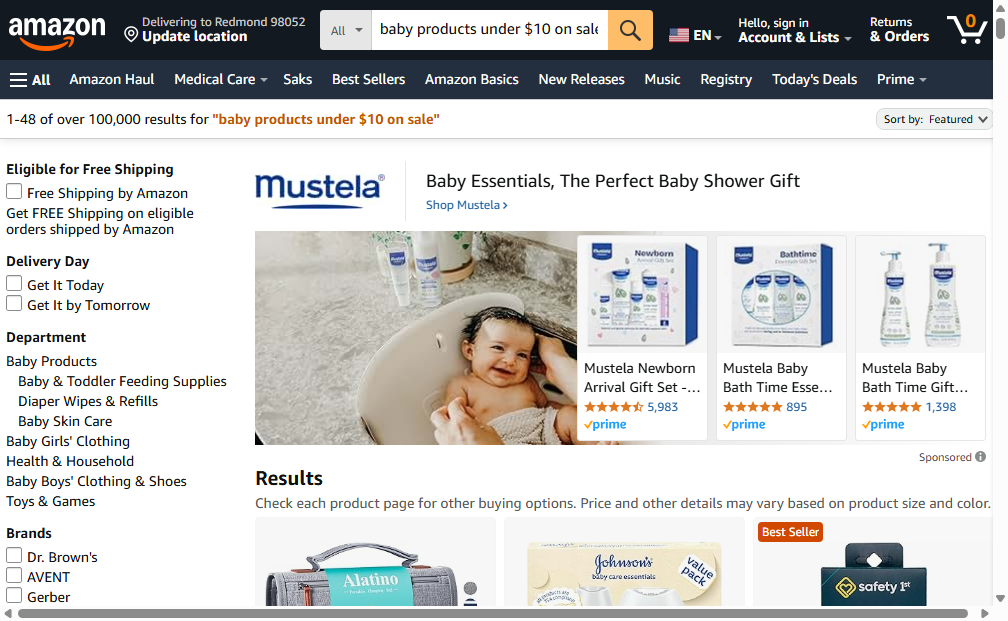 amazon
Delivering to Redmond 98052
Update location
All
baby products under $10 on sale
EN
Hello, sign in
Account & Lists
Returns
& Orders
0
All
Amazon Haul
Medical Care
Saks
Best Sellers
Amazon Basics
New Releases
Music
Registry
Today's Deals
Prime
1-48 of over 100,000 results for "baby products under $10 on sale"
Sort by: Featured
Eligible for Free Shipping
Free Shipping by Amazon
Get FREE Shipping on eligible
orders shipped by Amazon
Delivery Day
Get It Today
Get It by Tomorrow
Department
Baby Products
Baby & Toddler Feeding Supplies
Diaper Wipes & Refills
Baby Skin Care
Baby Girls' Clothing
Health & Household
Baby Boys' Clothing & Shoes
Toys & Games
Brands
Dr. Brown's
AVENT
Gerber
mustela®
Baby Essentials, The Perfect Baby Shower Gift
Shop Mustela ›
Newborn
Arrival Gift Set
Mustela Newborn
Arrival Gift Set -...
5,983
prime
Bathtime
Essentials Gift Set
Mustela Baby
Bath Time Esse...
895
prime
Mustela Baby
Bath Time Gift...
1,398
prime
Sponsored
Results
Check each product page for other buying options. Price and other details may vary based on product size and color.
Alatino
Johnson's
baby care essentials
value
pack
Best Seller
safety 1st